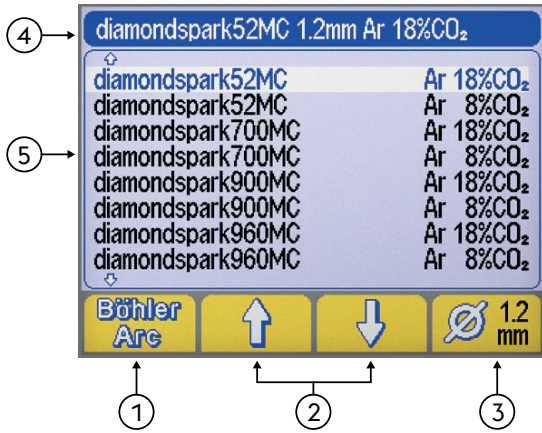 4
diamondspark52MC 1.2mm Ar 18%CO₂
5
diamondspark52MC Ar 18%CO₂
diamondspark52MC Ar 8%CO₂
diamondspark700MC Ar 18%CO₂
diamondspark700MC Ar 8%CO₂
diamondspark900MC Ar 18%CO₂
diamondspark900MC Ar 8%CO₂
diamondspark960MC Ar 18%CO₂
diamondspark960MC Ar 8%CO₂
Böhler
Arc
1.2
mm
1
2
3